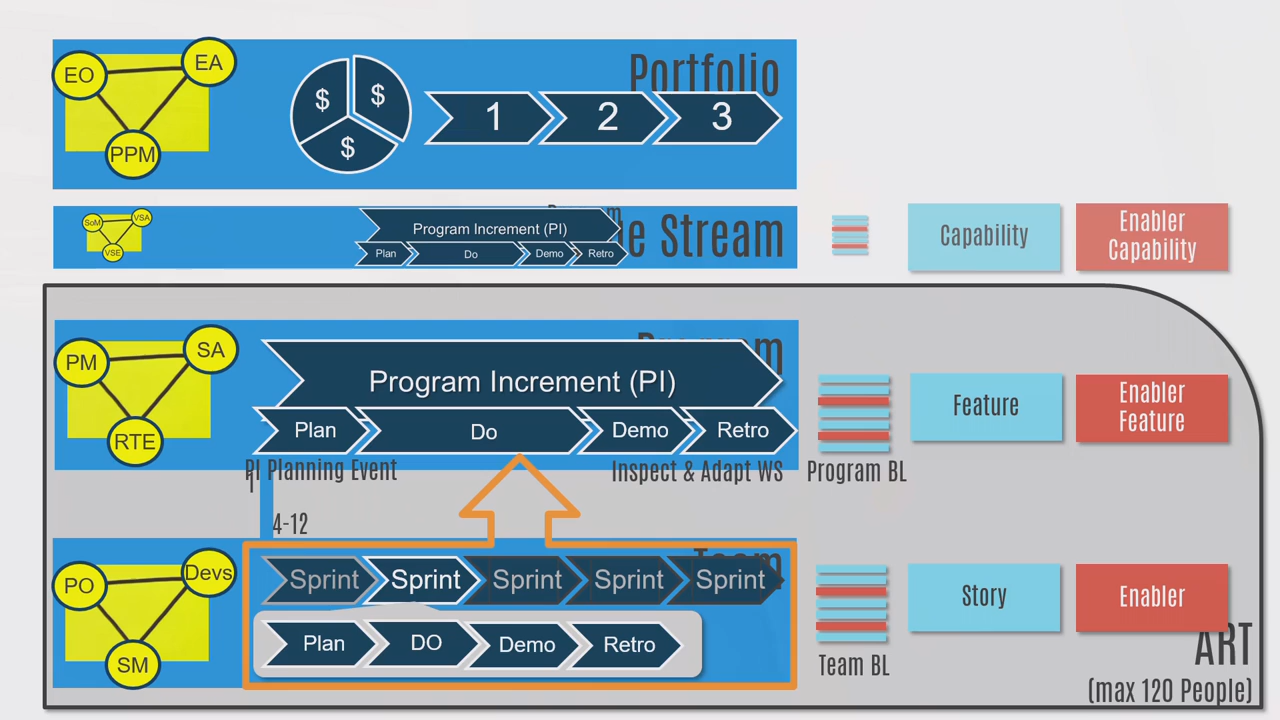 EO
EA
PPM
$
$
$
Portfolio
1
2
3
SoM
VSA
VSE
Program Increment (PI)
Plan
Do
Demo
Retro
e Stream
Capability
Enabler
Capability
PM
SA
RTE
Program
Program Increment (PI)
Plan
Do
Demo
Retro
PI Planning Event
Inspect & Adapt WS
Program BL
Feature
Enabler
Feature
4-12
PO
Devs
SM
Team
Sprint
Sprint
Sprint
Sprint
Sprint
Plan
DO
Demo
Retro
Team BL
Story
Enabler
ART
(max 120 People)